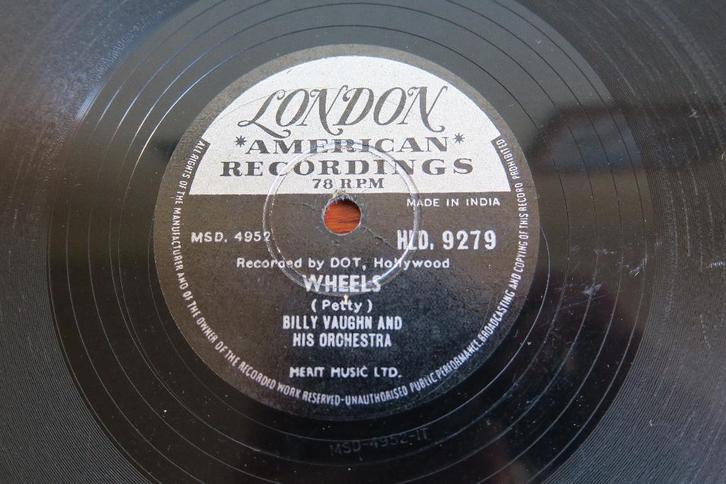 LONDON
*AMERICAN*
RECORDINGS
78 RPM
MADE IN INDIA
MSD. 4952
HLD. 9279
Recorded by DOT, Hollywood
WHEELS
(Petty)
BILLY VAUGHN AND
HIS ORCHESTRA
MERIT MUSIC LTD.
ALL RIGHTS OF THE MANUFACTURER AND OF THE OWNER OF THE RECORDED WORK RESERVED-UNAUTHORISED PUBLIC PERFORMANCE BROADCASTING AND COPYING OF THIS RECORD PROHIBITED